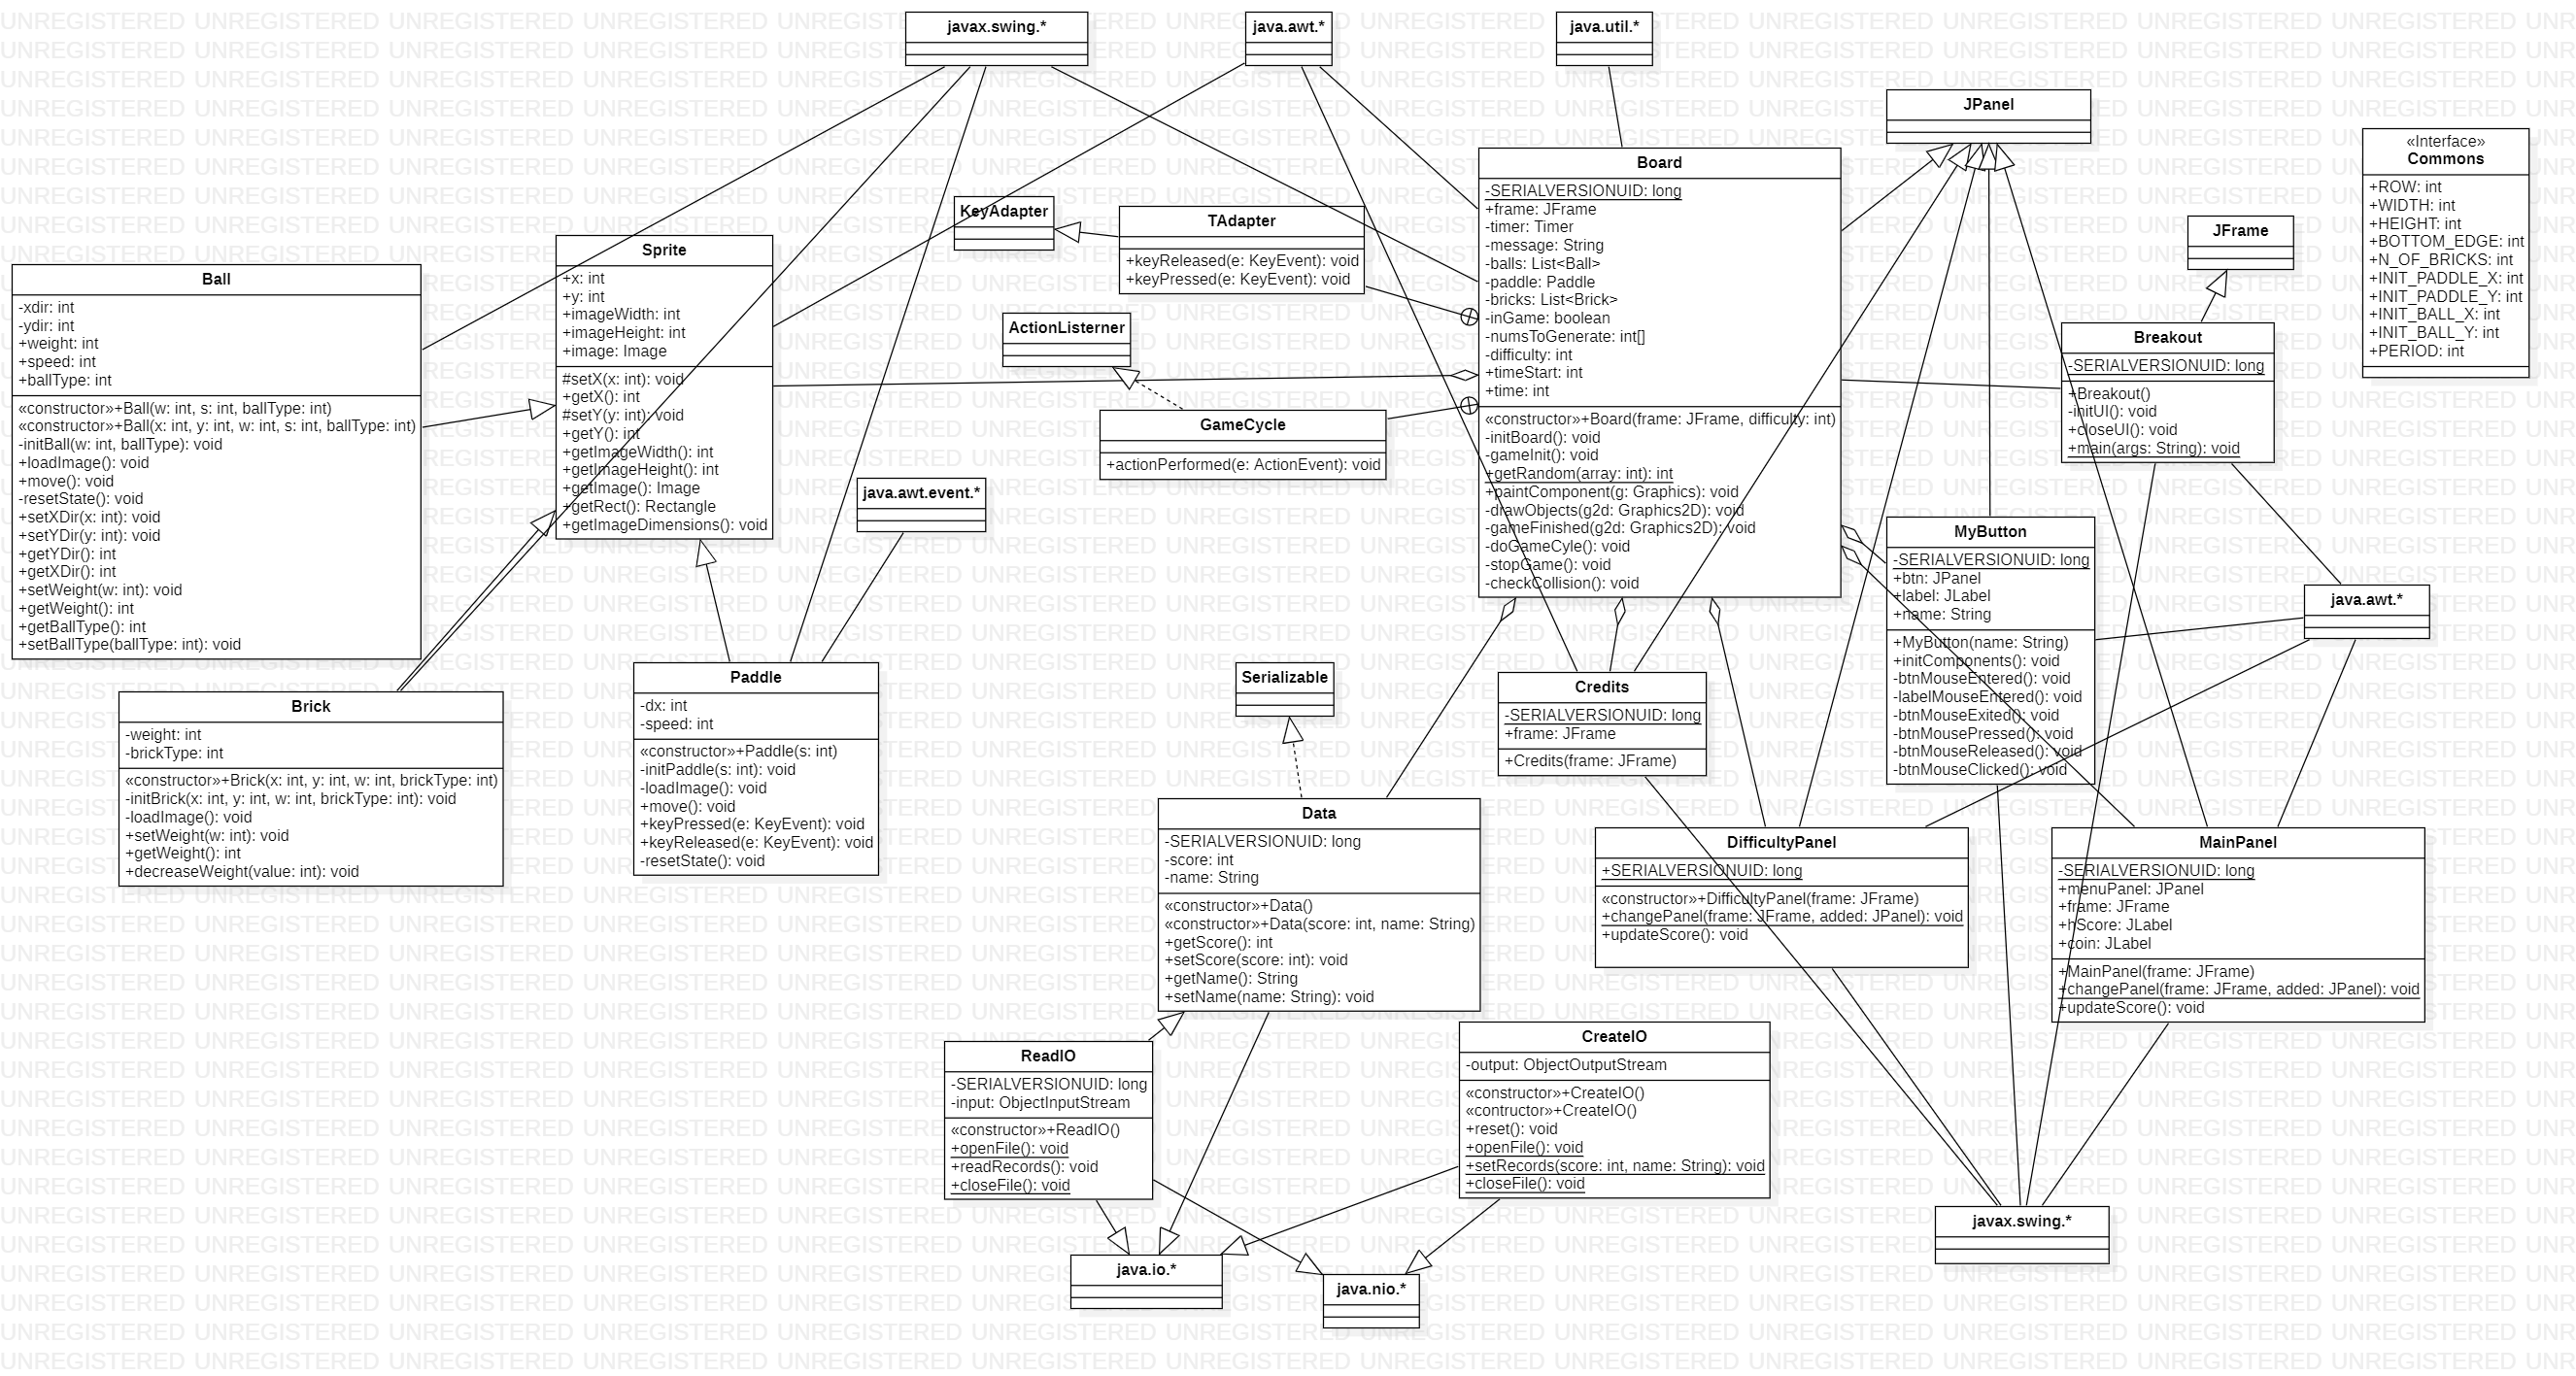 javax.swing.*
java.awt.*
java.util.*
JPanel
«Interface»
Commons
+ROW: int
+WIDTH: int
+HEIGHT: int
+BOTTOM_EDGE: int
+N_OF_BRICKS: int
+INIT_PADDLE_X: int
+INIT_PADDLE_Y: int
+INIT_BALL_X: int
+INIT_BALL_Y: int
+PERIOD: int
Board
-SERIALVERSIONUID: long
+frame: JFrame
-timer: Timer
-message: String
-balls: List<Ball>
-paddle: Paddle
-bricks: List<Brick>
-inGame: boolean
-numsToGenerate: int[]
-difficulty: int
+timeStart: int
+time: int
«constructor»+Board(frame: JFrame, difficulty: int)
-initBoard(): void
-gameInit(): void
+getRandom(array: int): int
+paintComponent(g: Graphics): void
-drawObjects(g2d: Graphics2D): void
-gameFinished(g2d: Graphics2D): void
-doGameCyle(): void
-stopGame(): void
-checkCollision(): void
KeyAdapter
TAdapter
+keyReleased(e: KeyEvent): void
+keyPressed(e: KeyEvent): void
JFrame
Sprite
+x: int
+y: int
+imageWidth: int
+imageHeight: int
+image: Image
#setX(x: int): void
+getX(): int
#setY(y: int): void
+getY(): int
+getImageWidth(): int
+getImageHeight(): int
+getImage(): Image
+getRect(): Rectangle
+getImageDimensions(): void
Ball
-xdir: int
-ydir: int
+weight: int
+speed: int
+ballType: int
«constructor»+Ball(w: int, s: int, ballType: int)
«constructor»+Ball(x: int, y: int, w: int, s: int, ballType: int)
-initBall(w: int, ballType): void
+loadImage(): void
+move(): void
-resetState(): void
+setXDir(x: int): void
+setYDir(y: int): void
+getYDir(): int
+getXDir(): int
+setWeight(w: int): void
+getWeight(): int
+getBallType(): int
+setBallType(ballType: int): void
ActionListerner
Breakout
-SERIALVERSIONUID: long
+Breakout()
-initUI(): void
+closeUI(): void
+main(args: String): void
GameCycle
+actionPerformed(e: ActionEvent): void
java.awt.event.*
MyButton
-SERIALVERSIONUID: long
+btn: JPanel
+label: JLabel
+name: String
+MyButton(name: String)
+initComponents(): void
-btnMouseEntered(): void
-labelMouseEntered(): void
-btnMouseExited(): void
-btnMousePressed(): void
-btnMouseReleased(): void
-btnMouseClicked(): void
java.awt.*
Brick
-weight: int
-brickType: int
«constructor»+Brick(x: int, y: int, w: int, brickType: int)
-initBrick(x: int, y: int, w: int, brickType: int): void
-loadImage(): void
+setWeight(w: int): void
+getWeight(): int
+decreaseWeight(value: int): void
Paddle
-dx: int
-speed: int
«constructor»+Paddle(s: int)
-initPaddle(s: int): void
-loadImage(): void
+move(): void
+keyPressed(e: KeyEvent): void
+keyReleased(e: KeyEvent): void
-resetState(): void
Serializable
Credits
-SERIALVERSIONUID: long
+frame: JFrame
+Credits(frame: JFrame)
Data
-SERIALVERSIONUID: long
-score: int
-name: String
«constructor»+Data()
«constructor»+Data(score: int, name: String)
+getScore(): int
+setScore(score: int): void
+getName(): String
+setName(name: String): void
DifficultyPanel
+SERIALVERSIONUID: long
«constructor»+DifficultyPanel(frame: JFrame)
+changePanel(frame: JFrame, added: JPanel): void
+updateScore(): void
MainPanel
-SERIALVERSIONUID: long
+menuPanel: JPanel
+frame: JFrame
+hScore: JLabel
+coin: JLabel
+MainPanel(frame: JFrame)
+changePanel(frame: JFrame, added: JPanel): void
+updateScore(): void
ReadIO
-SERIALVERSIONUID: long
-input: ObjectInputStream
«constructor»+ReadIO()
+openFile(): void
+readRecords(): void
+closeFile(): void
CreateIO
-output: ObjectOutputStream
«constructor»+CreateIO()
«contructor»+CreateIO()
+reset(): void
+openFile(): void
+setRecords(score: int, name: String): void
+closeFile(): void
java.io.*
java.nio.*
javax.swing.*
UNREGISTERED